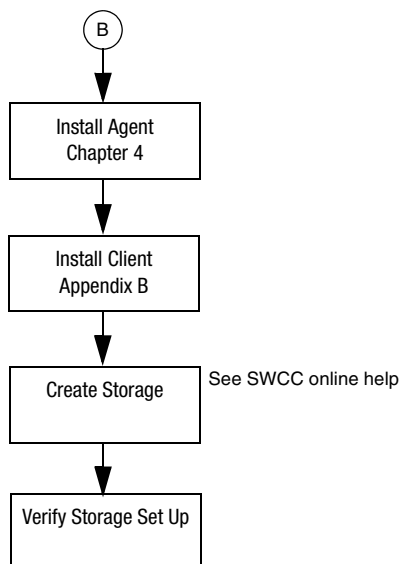 B
Install Agent
Chapter 4
Install Client
Appendix B
Create Storage
See SWCC online help
Verify Storage Set Up